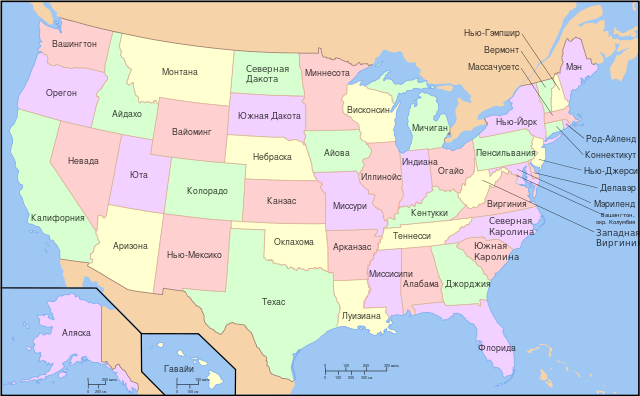 Нью-Гэмпшир
Вермонт
Массачусетс
Мэн
Вашингтон
Монтана
Северная
Дакота
Миннесота
Орегон
Айдахо
Южная Дакота
Висконсин
Мичиган
Нью-Йорк
Вайоминг
Род-Айленд
Коннектикут
Нью-Джерси
Делавэр
Мэриленд
Вашингтон,
окр. Колумбия
Западная
Виргиния
Невада
Юта
Колорадо
Небраска
Айова
Иллинойс
Индиана
Огайо
Пенсильвания
Калифорния
Канзас
Миссури
Кентукки
Виргиния
Аризона
Нью-Мексико
Оклахома
Арканзас
Теннесси
Северная
Каролина
Южная
Каролина
Техас
Луизиана
Миссисипи
Алабама
Джорджия
Флорида
Аляска
Гавайи